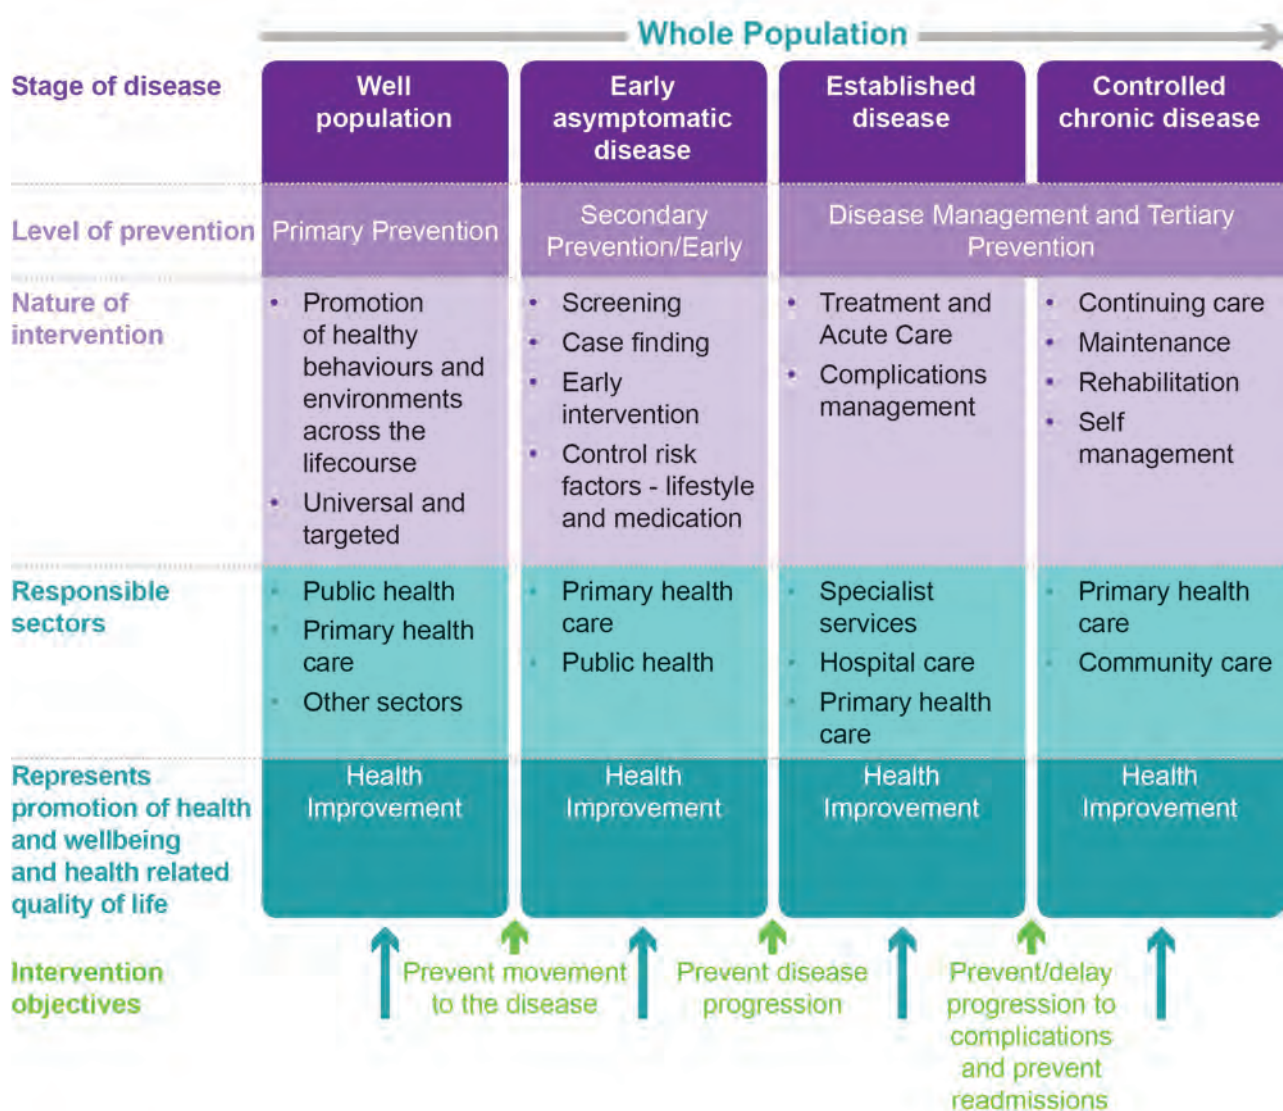 Whole Population
Stage of disease
Well
population
Early
asymptomatic
disease
Established
disease
Controlled
chronic disease
Level of prevention
Primary Prevention
Secondary
Prevention/Early
Disease Management and Tertiary
Prevention
Nature of
intervention
• Promotion
of healthy
behaviours and
environments
across the
lifecourse
• Universal and
targeted
• Screening
• Case finding
• Early
intervention
• Control risk
factors - lifestyle
and medication
• Treatment and
Acute Care
• Complications
management
• Continuing care
• Maintenance
• Rehabilitation
• Self
management
Responsible
sectors
• Public health
• Primary health
care
• Other sectors
• Primary health
care
• Public health
• Specialist
services
• Hospital care
• Primary health
care
• Primary health
care
• Community care
Represents
promotion of health
and wellbeing
and health related
quality of life
Health
Improvement
Health
Improvement
Health
Improvement
Health
Improvement
Intervention
objectives
Prevent movement
to the disease
Prevent disease
progression
Prevent/delay
progression to
complications
and prevent
readmissions